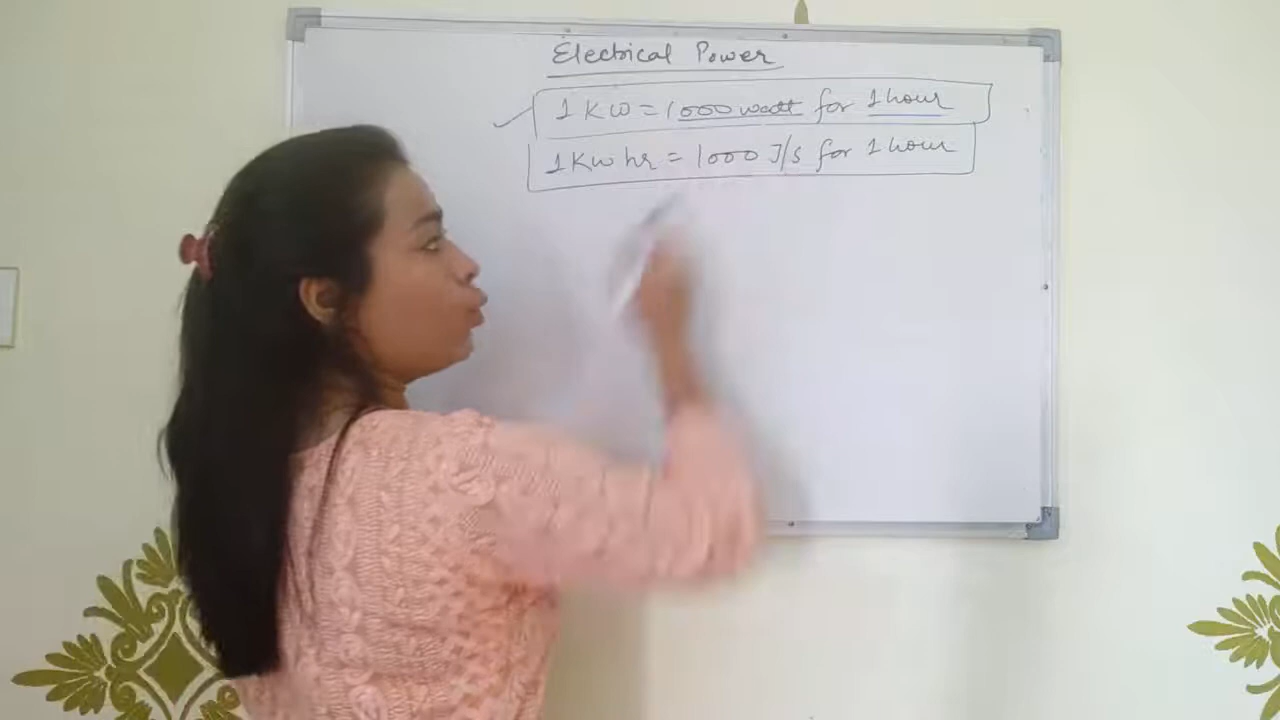 Electrical Power
1 KW = 1000 watt for 1 hour
1 KW hr = 1000 J/s for 1 hour